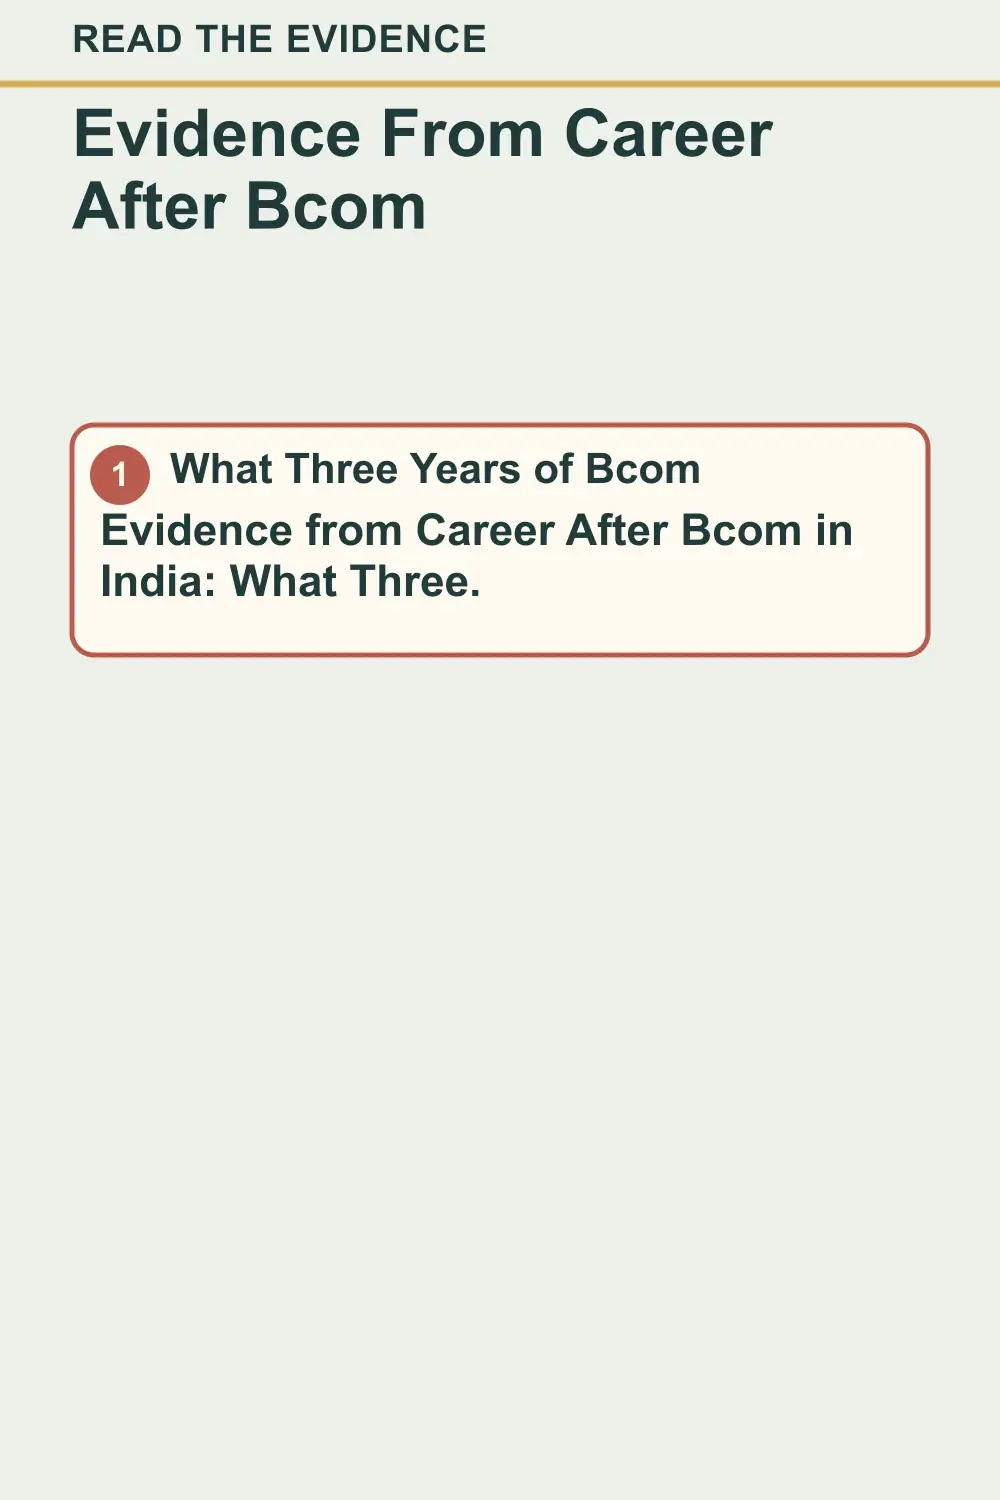 READ THE EVIDENCE
Evidence From Career
After Bcom
1 What Three Years of Bcom
Evidence from Career After Bcom in
India: What Three.